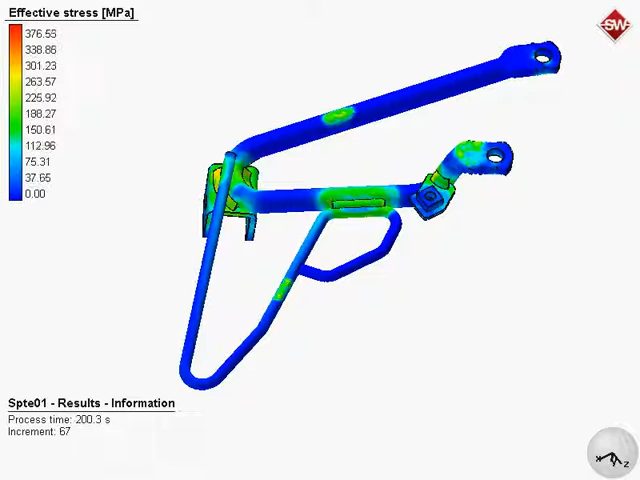 Effective stress [MPa]
376.55
338.86
301.23
263.57
225.92
188.27
150.61
112.96
75.31
37.65
0.00
SW
Spte01 - Results - Information
Process time: 200.3 s
Increment: 67
x z